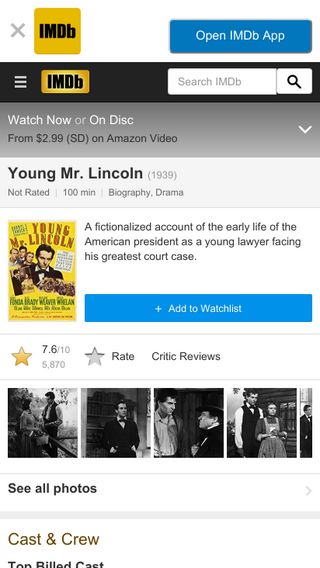 IMDb
Open IMDb App
IMDb
Search IMDb
Watch Now or On Disc
From $2.99 (SD) on Amazon Video
Young Mr. Lincoln (1939)
Not Rated | 100 min | Biography, Drama
YOUNG
Mr. LINCOLN
FONDA BRADY WEAVER WHELAN
A fictionalized account of the early life of the
American president as a young lawyer facing
his greatest court case.
+ Add to Watchlist
7.6/10
5,870
Rate
Critic Reviews
See all photos
Cast & Crew
Top Billed Cast